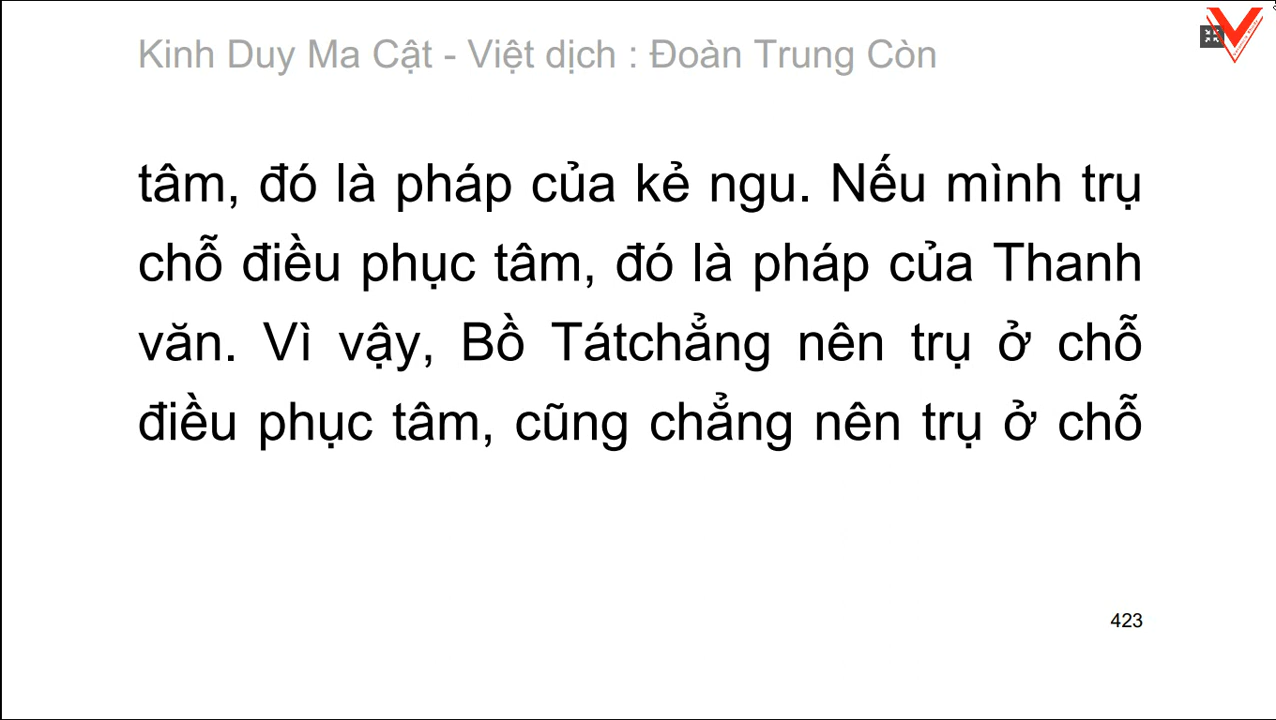 Kinh Duy Ma Cật - Việt dịch : Đoàn Trung Còn
tâm, đó là pháp của kẻ ngu. Nếu mình trụ
chỗ điều phục tâm, đó là pháp của Thanh
văn. Vì vậy, Bồ Tátchẳng nên trụ ở chỗ
điều phục tâm, cũng chẳng nên trụ ở chỗ
423